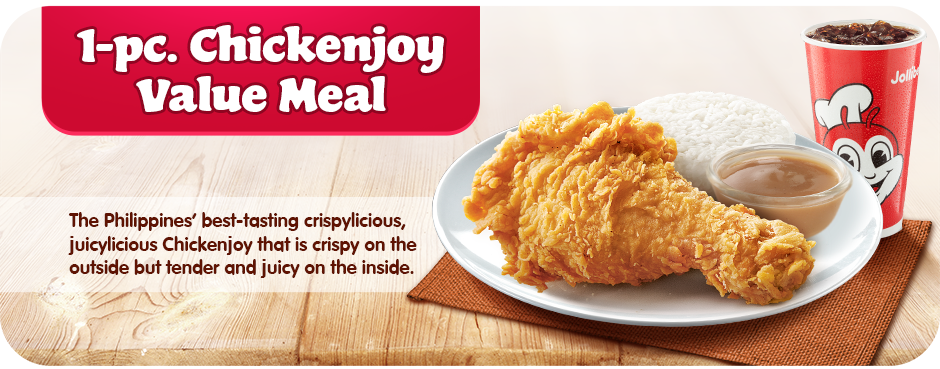 1-pc. Chickenjoy
Value Meal
The Philippines' best-tasting crispylicious,
juicylicious Chickenjoy that is crispy on the
outside but tender and juicy on the inside.